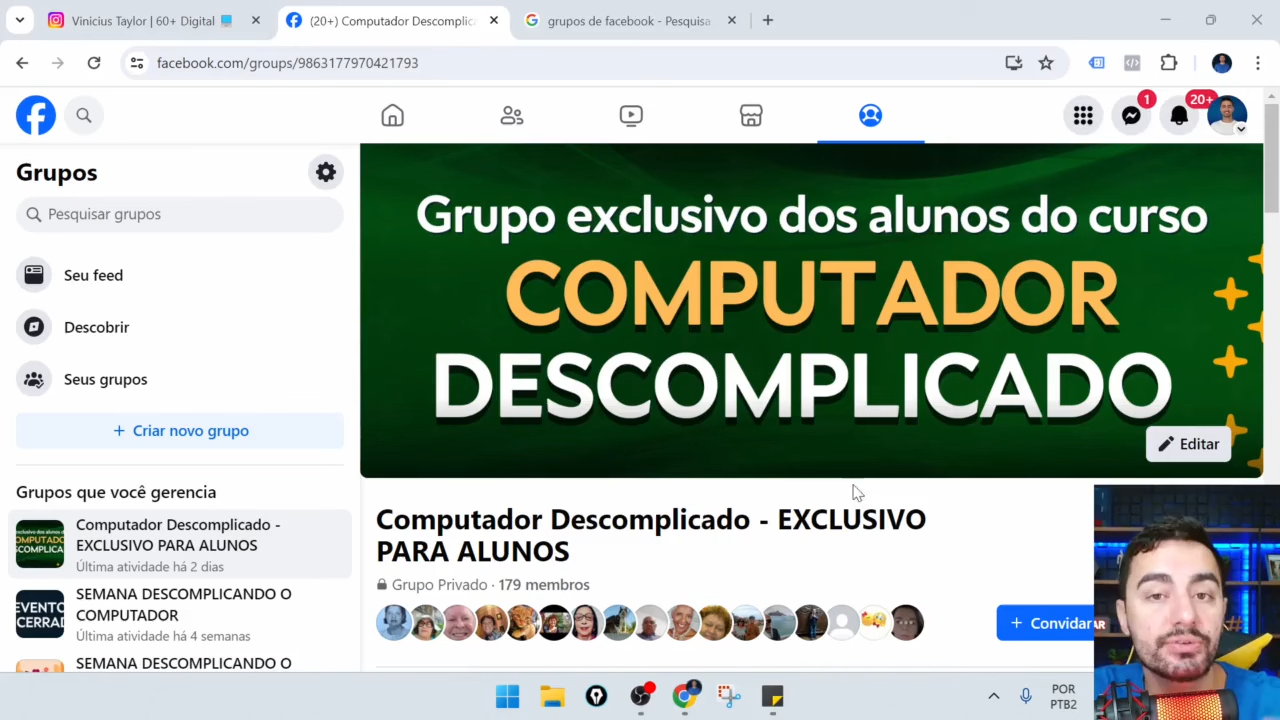 Vinicius Taylor | 60+ Digital
(20+) Computador Descomplic
grupos de facebook - Pesquisa
facebook.com/groups/9863177970421793
1
20+
Grupos
Pesquisar grupos
Seu feed
Descobrir
Seus grupos
+ Criar novo grupo
Grupos que você gerencia
Computador Descomplicado -
EXCLUSIVO PARA ALUNOS
Última atividade há 2 dias
SEMANA DESCOMPLICANDO O
COMPUTADOR
Última atividade há 4 semanas
SEMANA DESCOMPLICANDO O
Grupo exclusivo dos alunos do curso
COMPUTADOR
DESCOMPLICADO
Editar
Computador Descomplicado - EXCLUSIVO
PARA ALUNOS
Grupo Privado · 179 membros
+ Convidar
POR
PTB2